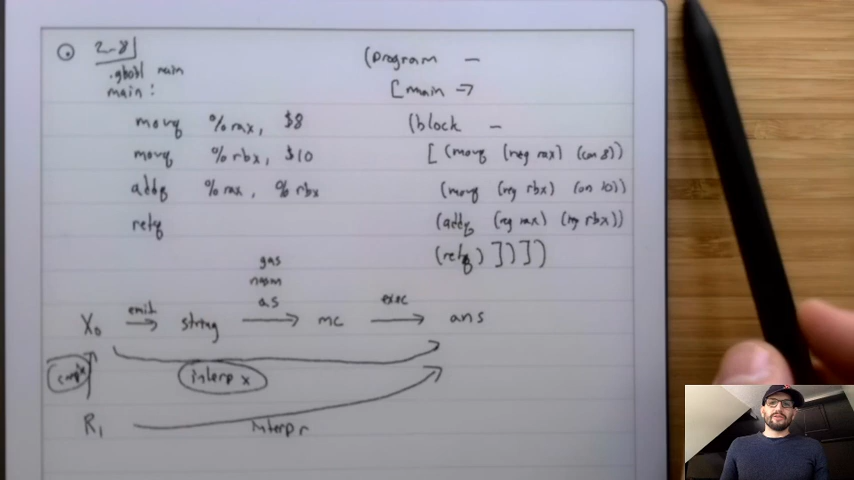 2-8
.globl main
main:
movq %rax, $8
movq %rbx, $10
addq %rax, %rbx
retq
(program —
[main ->
(block —
[ (movq (reg rax) (con 8))
(movq (reg rbx) (con 10))
(addq (reg rax) (reg rbx))
(retq) ])])
gas
nasm
as
X₀ emit string mc exec ans
interp x
R₁ interp r